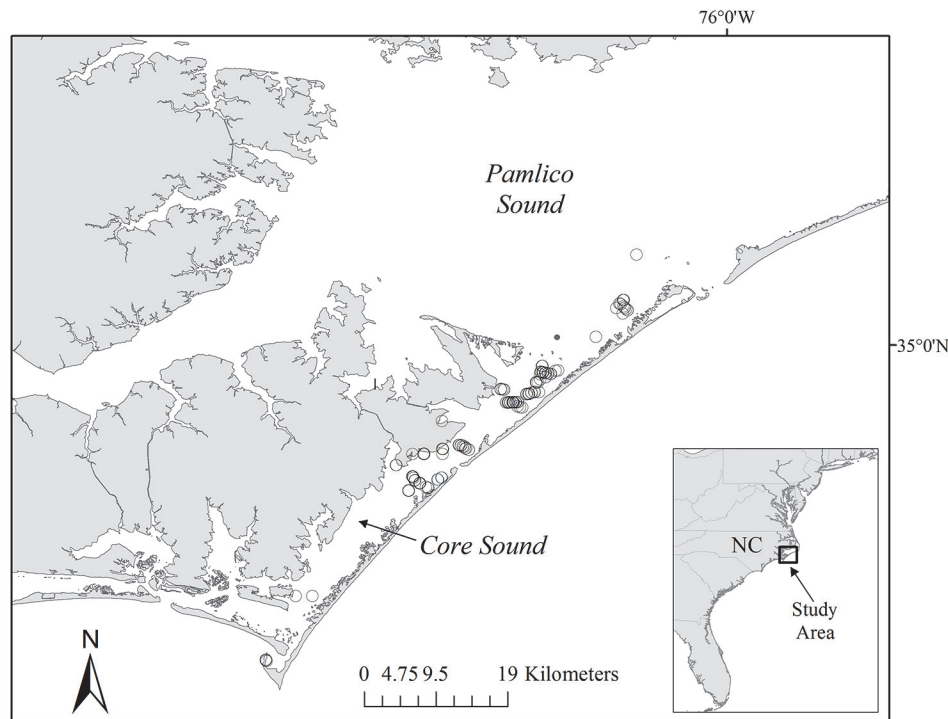 76°0'W
Pamlico
Sound
35°0'N
Core Sound
NC
Study
Area
N
0 4.75 9.5 19 Kilometers